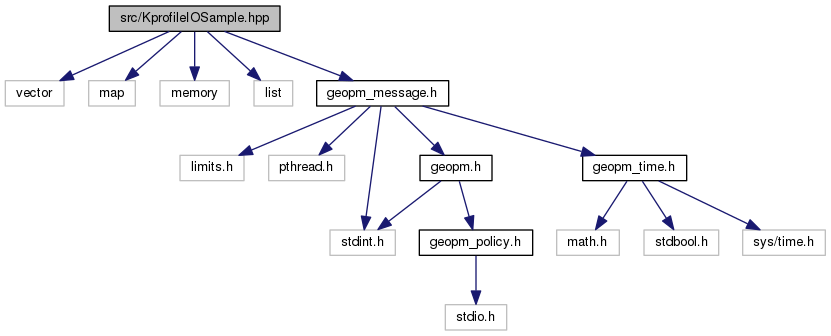 src/KprofileIOSample.hpp
vector
map
memory
list
geopm_message.h
limits.h
pthread.h
geopm.h
geopm_time.h
stdint.h
geopm_policy.h
math.h
stdbool.h
sys/time.h
stdio.h